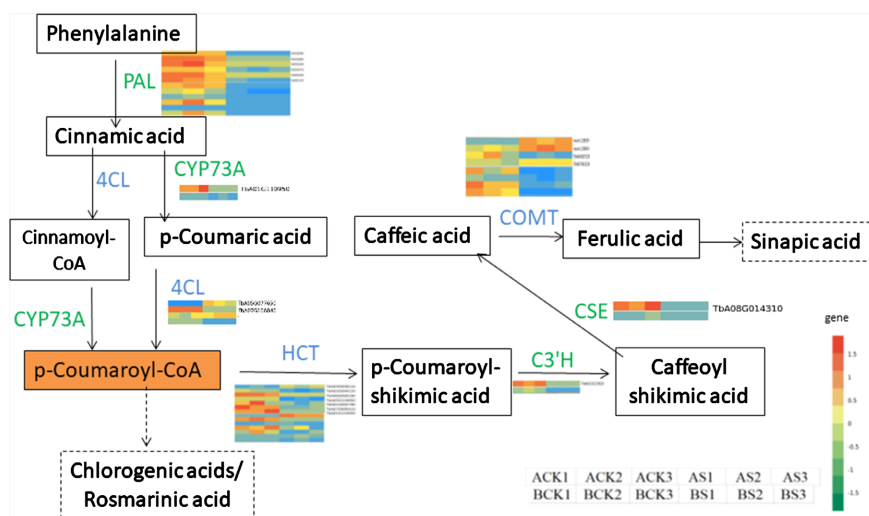 Phenylalanine
PAL
Cinnamic acid
4CL
CYP73A
COMT
Cinnamoyl-
CoA
p-Coumaric acid
Caffeic acid
Ferulic acid
Sinapic acid
4CL
CYP73A
CSE
TbA08G014310
gene
HCT
C3'H
p-Coumaroyl-CoA
p-Coumaroyl-
shikimic acid
Caffeoyl
shikimic acid
1.5
1
0.5
0
-0.5
-1
-1.5
Chlorogenic acids/
Rosmarinic acid
ACK1 ACK2 ACK3 AS1 AS2 AS3
BCK1 BCK2 BCK3 BS1 BS2 BS3